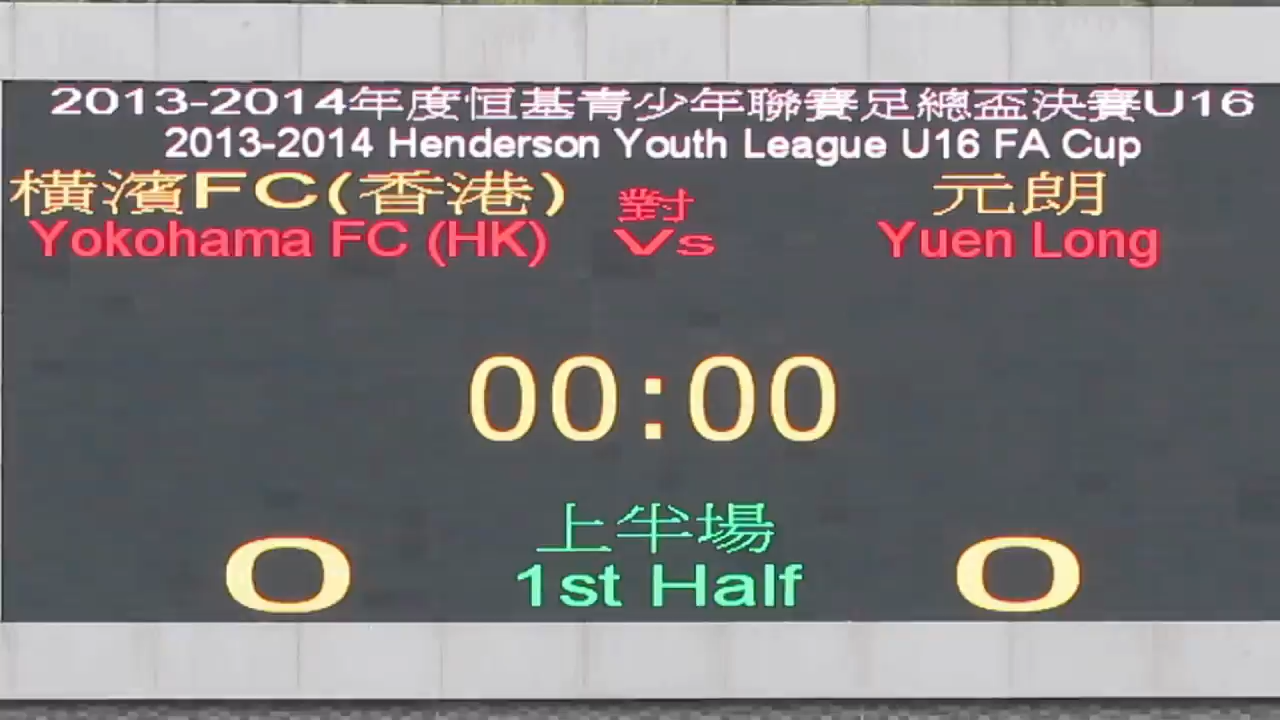 2013-2014年度恒基青少年聯賽足總盃決賽U16
2013-2014 Henderson Youth League U16 FA Cup
橫濱FC(香港) 對 元朗
Yokohama FC (HK) Vs Yuen Long
00:00
上半場
0 1st Half 0